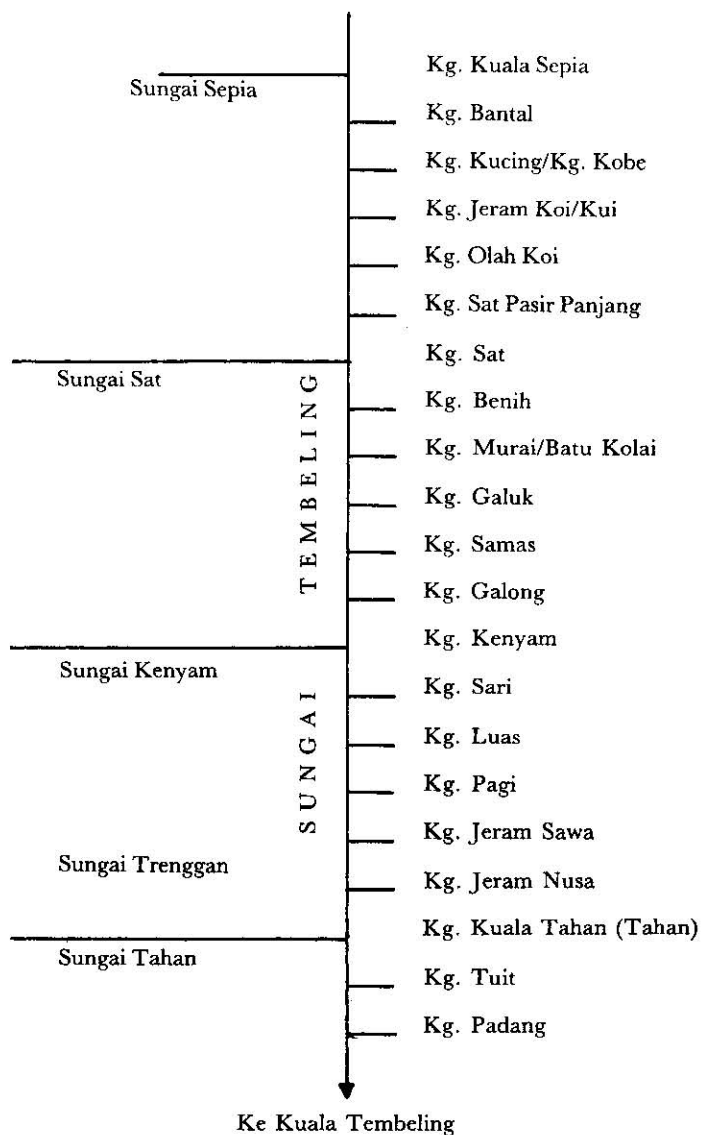 Kg. Kuala Sepia
Sungai Sepia
Kg. Bantal
Kg. Kucing/Kg. Kobe
Kg. Jeram Koi/Kui
Kg. Olah Koi
Kg. Sat Pasir Panjang
Kg. Sat
Sungai Sat
Kg. Benih
Kg. Murai/Batu Kolai
Kg. Galuk
Kg. Samas
Kg. Galong
Kg. Kenyam
Sungai Kenyam
SUNGAI TEMBELING
Kg. Sari
Kg. Luas
Kg. Pagi
Kg. Jeram Sawa
Sungai Trenggan
Kg. Jeram Nusa
Kg. Kuala Tahan (Tahan)
Sungai Tahan
Kg. Tuit
Kg. Padang
Ke Kuala Tembeling